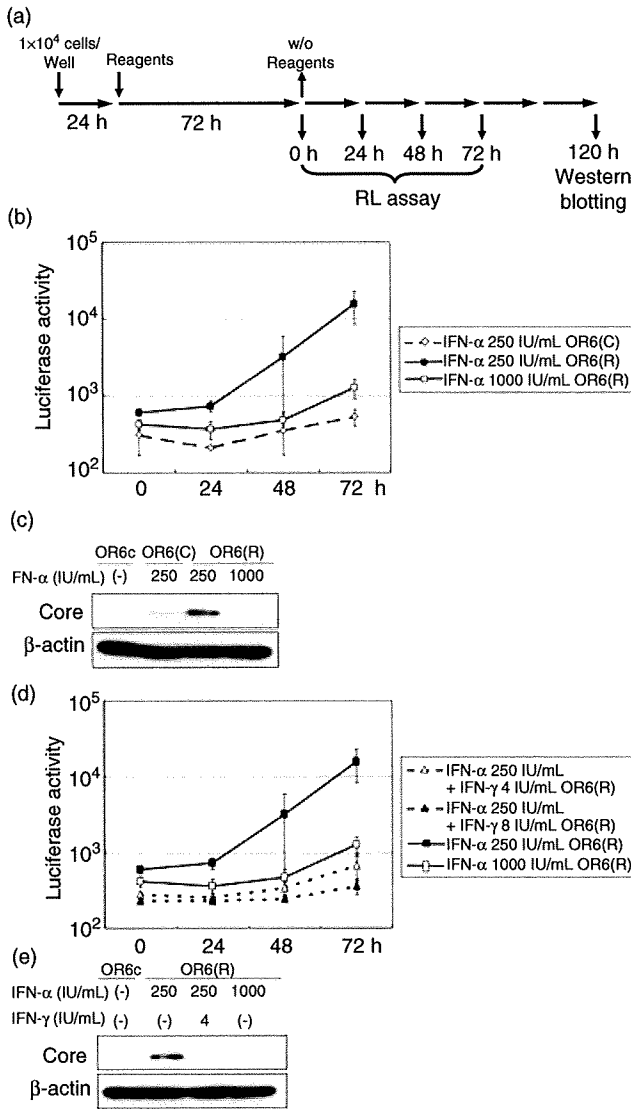 (a)
1×10⁴ cells/
Well
Reagents
w/o
Reagents
24 h
72 h
0 h
24 h
48 h
72 h
120 h
Western
blotting
RL assay
(b)
Luciferase activity
10⁵
10⁴
10³
10²
0
24
48
72 h
IFN-α 250 IU/mL OR6(C)
IFN-α 250 IU/mL OR6(R)
IFN-α 1000 IU/mL OR6(R)
(c)
OR6c OR6(C) OR6(R)
FN-α (IU/mL) (-) 250 250 1000
Core
β-actin
(d)
Luciferase activity
10⁵
10⁴
10³
10²
0
24
48
72 h
IFN-α 250 IU/mL
+ IFN-γ 4 IU/mL OR6(R)
IFN-α 250 IU/mL
+ IFN-γ 8 IU/mL OR6(R)
IFN-α 250 IU/mL OR6(R)
IFN-α 1000 IU/mL OR6(R)
(e)
OR6c OR6(R)
IFN-α (IU/mL) (-) 250 250 1000
IFN-γ (IU/mL) (-) (-) 4 (-)
Core
β-actin